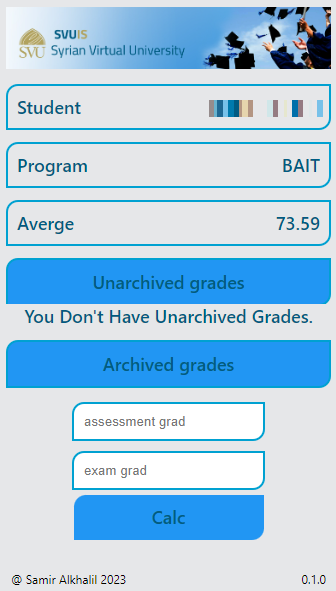 SVUIS
SVU Syrian Virtual University
Student
Program BAIT
Averge 73.59
Unarchived grades
You Don't Have Unarchived Grades.
Archived grades
assessment grad
exam grad
Calc
@ Samir Alkhalil 2023 0.1.0